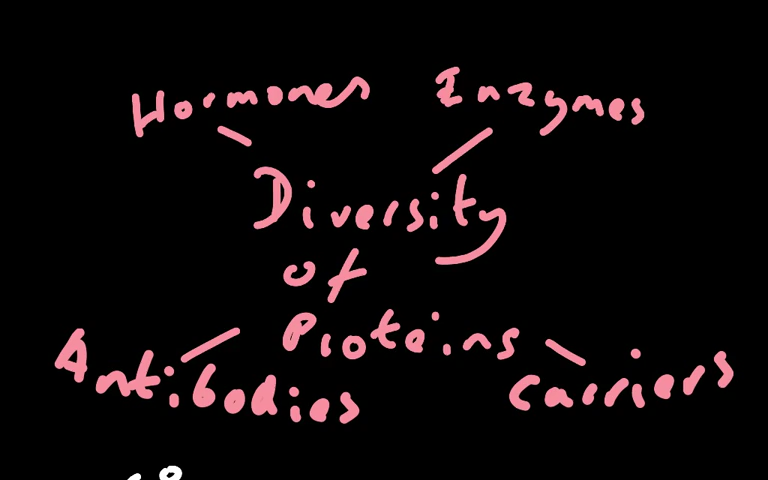 Hormones Enzymes
Diversity
of
Proteins
Antibodies Carriers